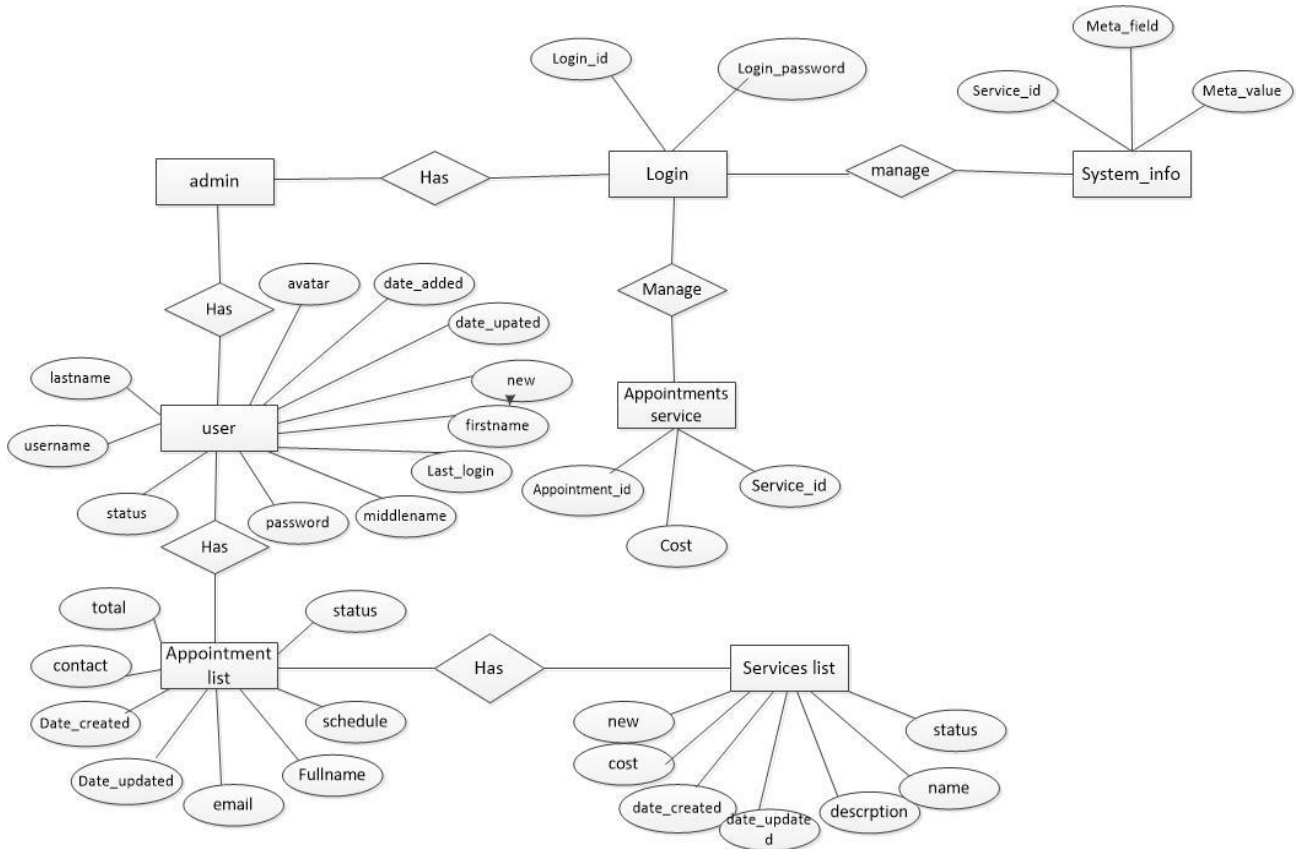 Meta_field
Login_id
Login_password
Service_id
Meta_value
admin
Has
Login
manage
System_info
Has
avatar
date_added
Manage
date_upated
lastname
new
Appointments
service
username
user
firstname
Last_login
Appointment_id
Service_id
status
password
middlename
Has
Cost
total
status
contact
Appointment
list
Has
Services list
Date_created
schedule
new
status
cost
Date_updated
Fullname
name
email
date_created
date_update
d
descrption